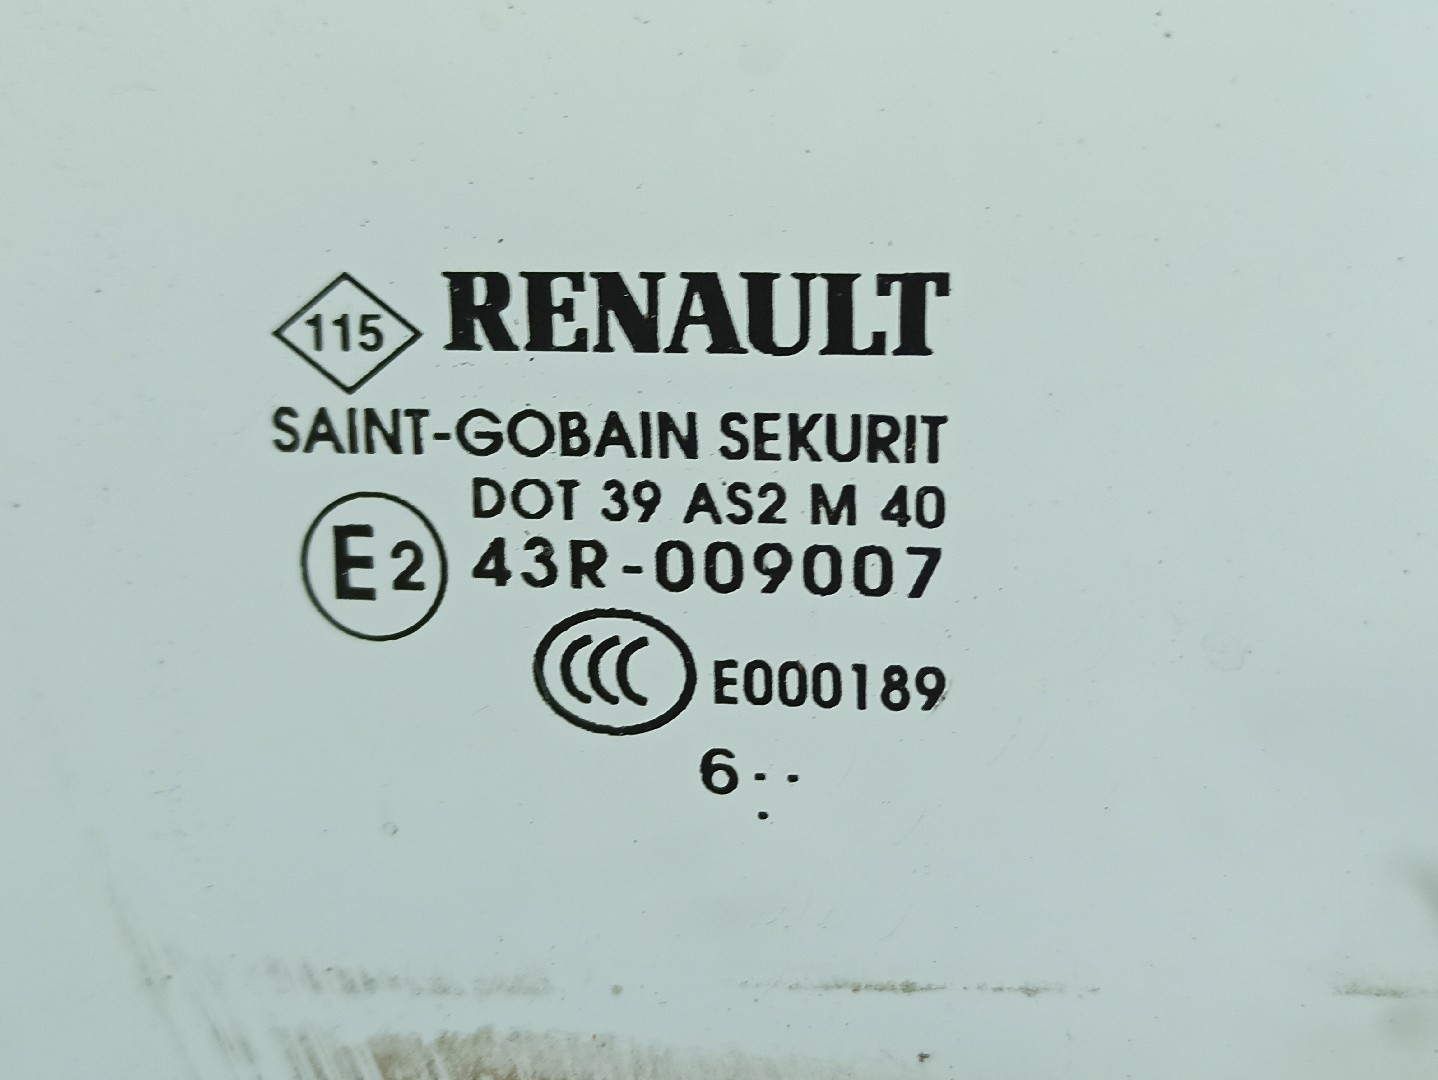 115 RENAULT
SAINT-GOBAIN SEKURIT
DOT 39 AS2 M 40
E2 43R-009007
CCC E000189
6··
.